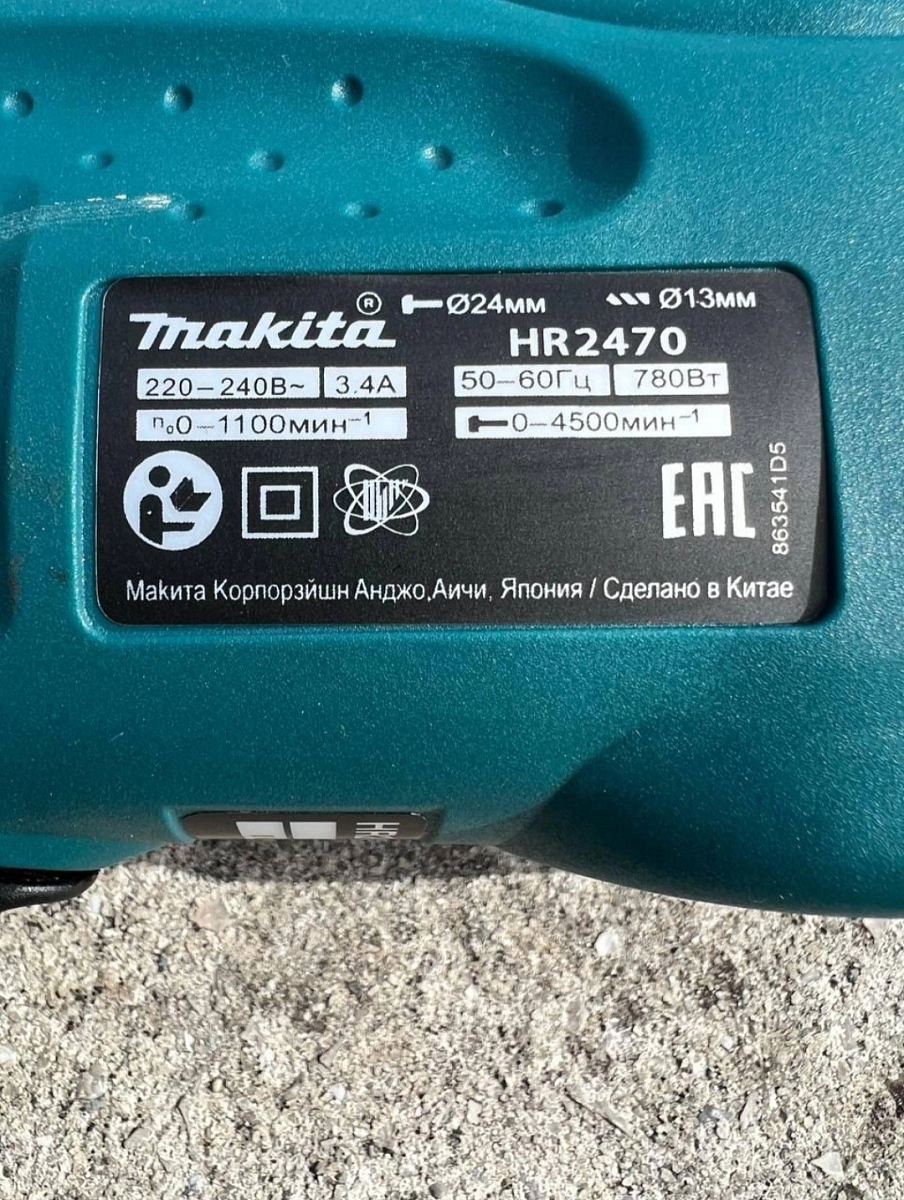 makita® Ø24мм Ø13мм
HR2470
220–240В~ 3.4А 50–60Гц 780Вт
n₀0–1100мин⁻¹ 0–4500мин⁻¹
EAC
863541D5
Макита Корпорзйшн Анджо,Аичи, Япония / Сделано в Китае